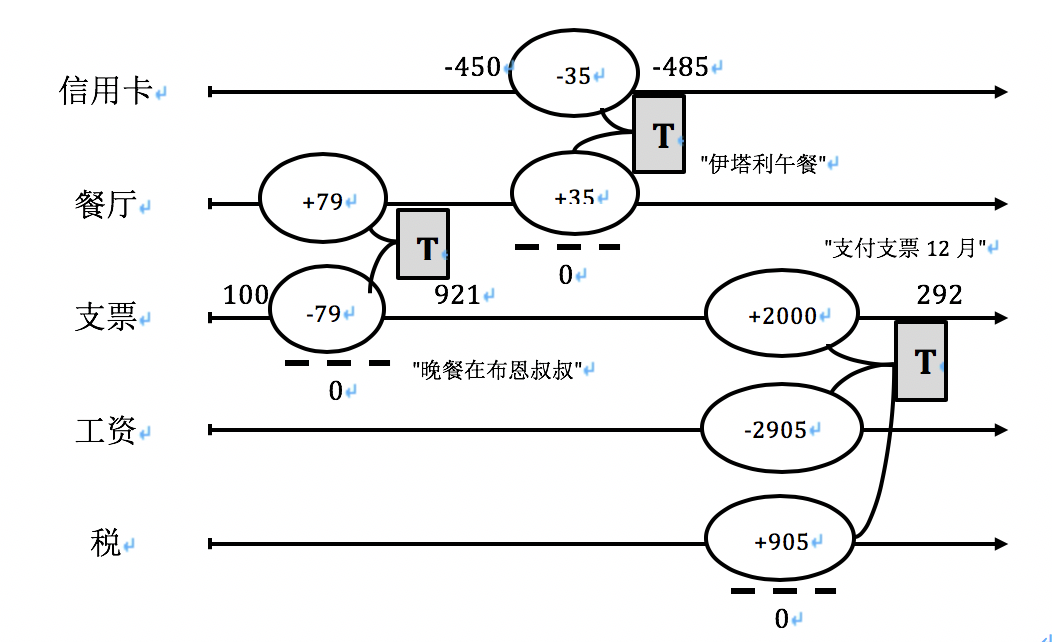 -450
-35
-485
信用卡
T
"伊塔利午餐"
餐厅
+79
+35
T
0
"支付支票 12 月"
100
921
292
支票
-79
+2000
T
0
"晚餐在布恩叔叔"
工资
-2905
税
+905
0